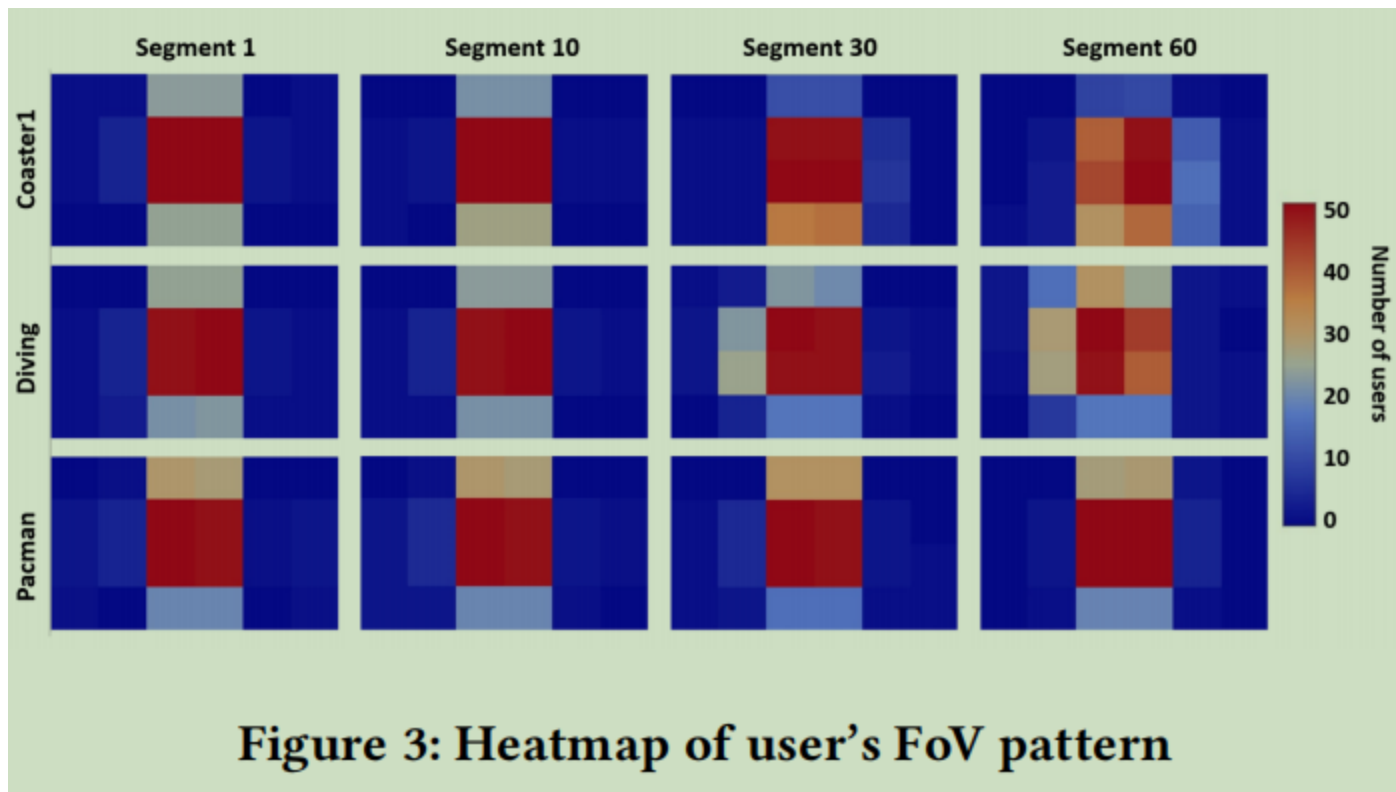 Segment 1 Segment 10 Segment 30 Segment 60
Coaster1
Diving
Pacman
50
40
30
20
10
0
Number of users
Figure 3: Heatmap of user’s FoV pattern